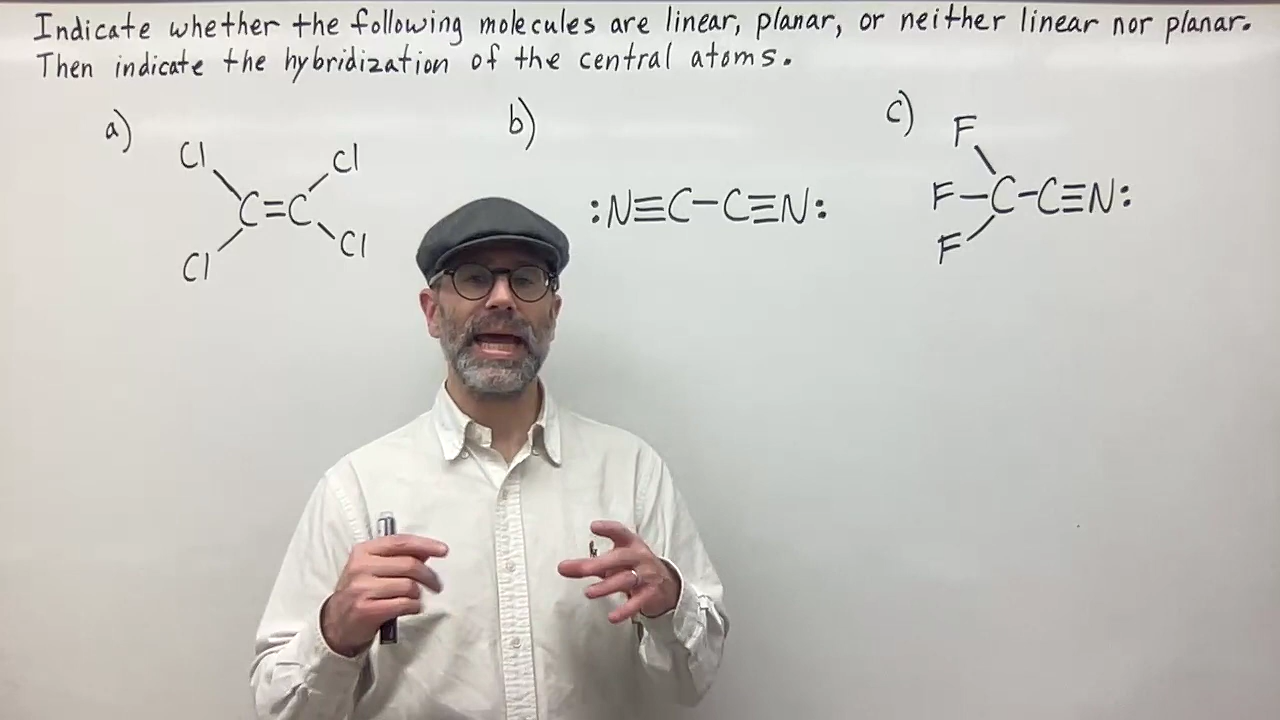 Indicate whether the following molecules are linear, planar, or neither linear nor planar.
Then indicate the hybridization of the central atoms.
a)
Cl Cl
C=C
Cl Cl
b)
:N≡C-C≡N:
c)
F
F-C-C≡N:
F